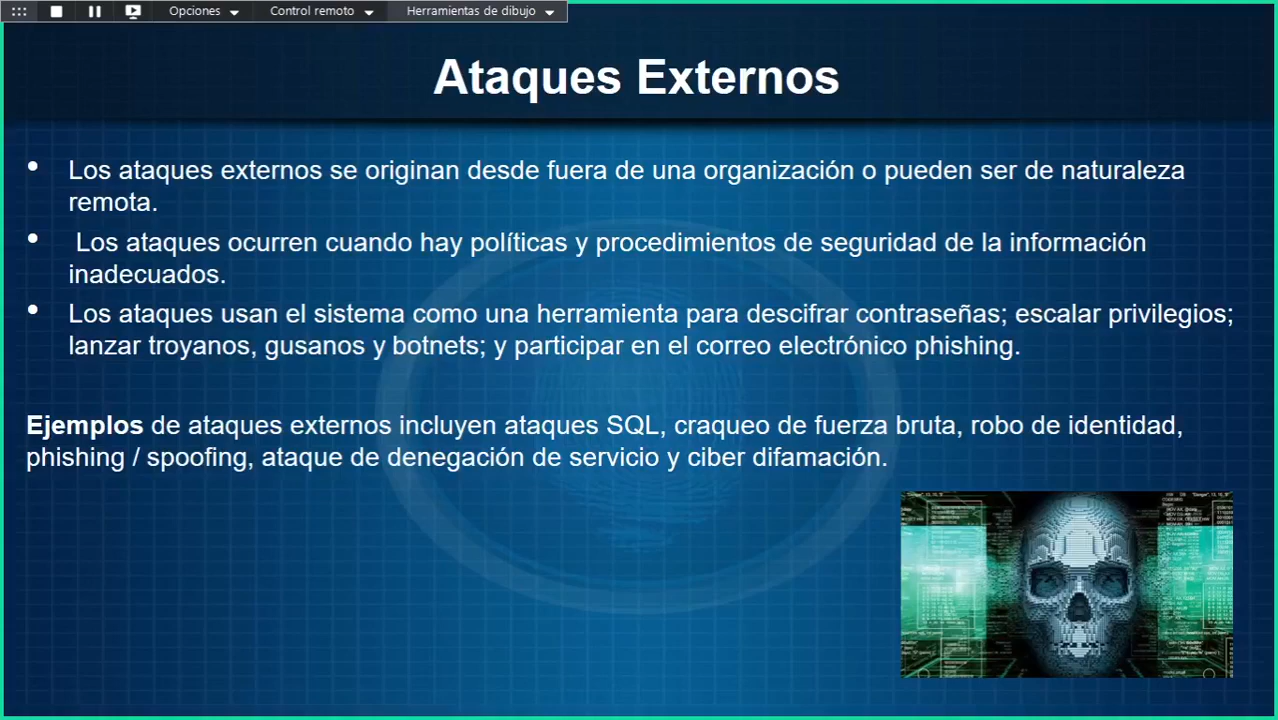 Opciones Control remoto Herramientas de dibujo
Ataques Externos
• Los ataques externos se originan desde fuera de una organización o pueden ser de naturaleza
remota.
• Los ataques ocurren cuando hay políticas y procedimientos de seguridad de la información
inadecuados.
• Los ataques usan el sistema como una herramienta para descifrar contraseñas; escalar privilegios;
lanzar troyanos, gusanos y botnets; y participar en el correo electrónico phishing.
Ejemplos de ataques externos incluyen ataques SQL, craqueo de fuerza bruta, robo de identidad,
phishing / spoofing, ataque de denegación de servicio y ciber difamación.